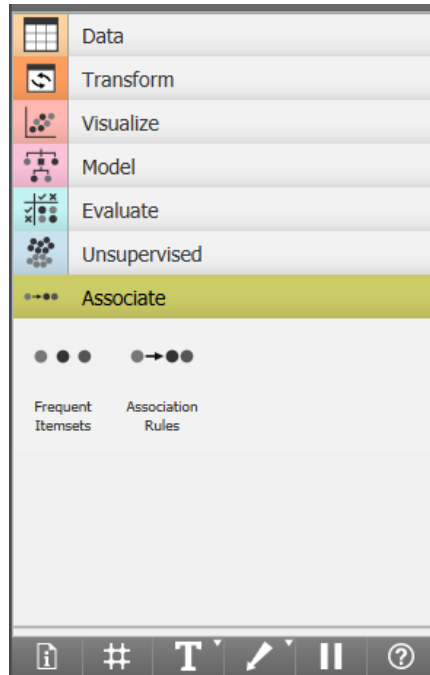 Data
Transform
Visualize
Model
Evaluate
Unsupervised
Associate
Frequent Association
Itemsets Rules
T